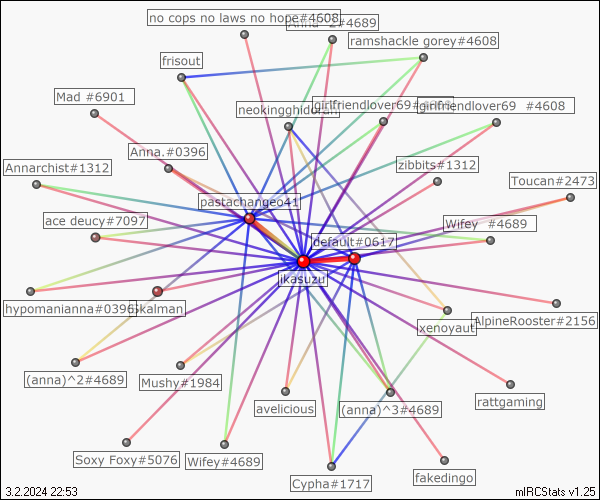 no cops no laws no hope#4608
Anna^2#4689
ramshackle gorey#4608
frisout
Mad #6901
neokingghidorah
girlfriendlover69
girlfriendlover69 #4608
Anna.#0396
zibbits#1312
Annarchist#1312
Toucan#2473
pastachangeo41
ace deucy#7097
Wifey #4689
default#0617
ikasuzu
hypomanianna#0396
skalman
AlpineRooster#2156
xenoyaut
(anna)^2#4689
Mushy#1984
rattgaming
avelicious
(anna)^3#4689
Soxy Foxy#5076
Wifey#4689
Cypha#1717
fakedingo
3.2.2024 22:53
mIRCStats v1.25